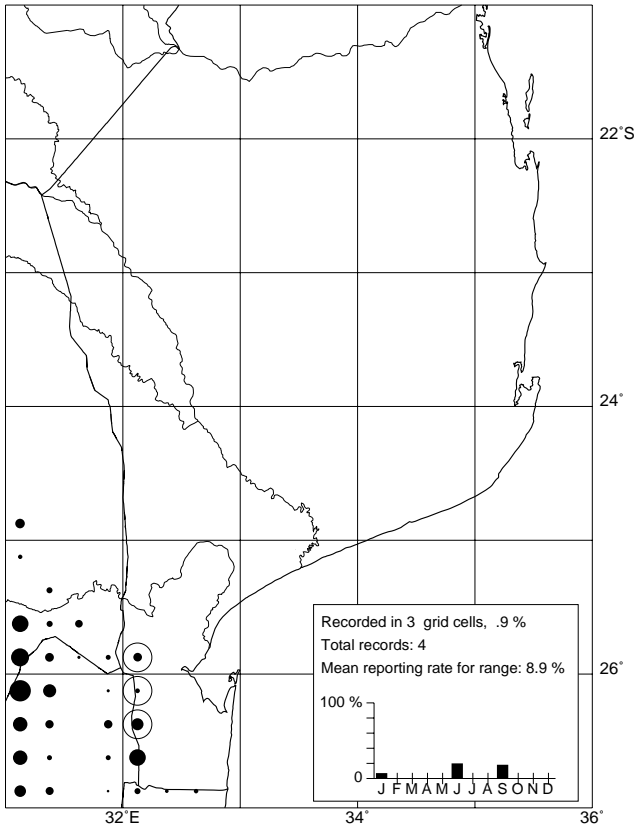 22°S
24°
26°
Recorded in 3 grid cells, .9 %
Total records: 4
Mean reporting rate for range: 8.9 %
100 %
0
J F M A M J J A S O N D
32°E
34°
36°